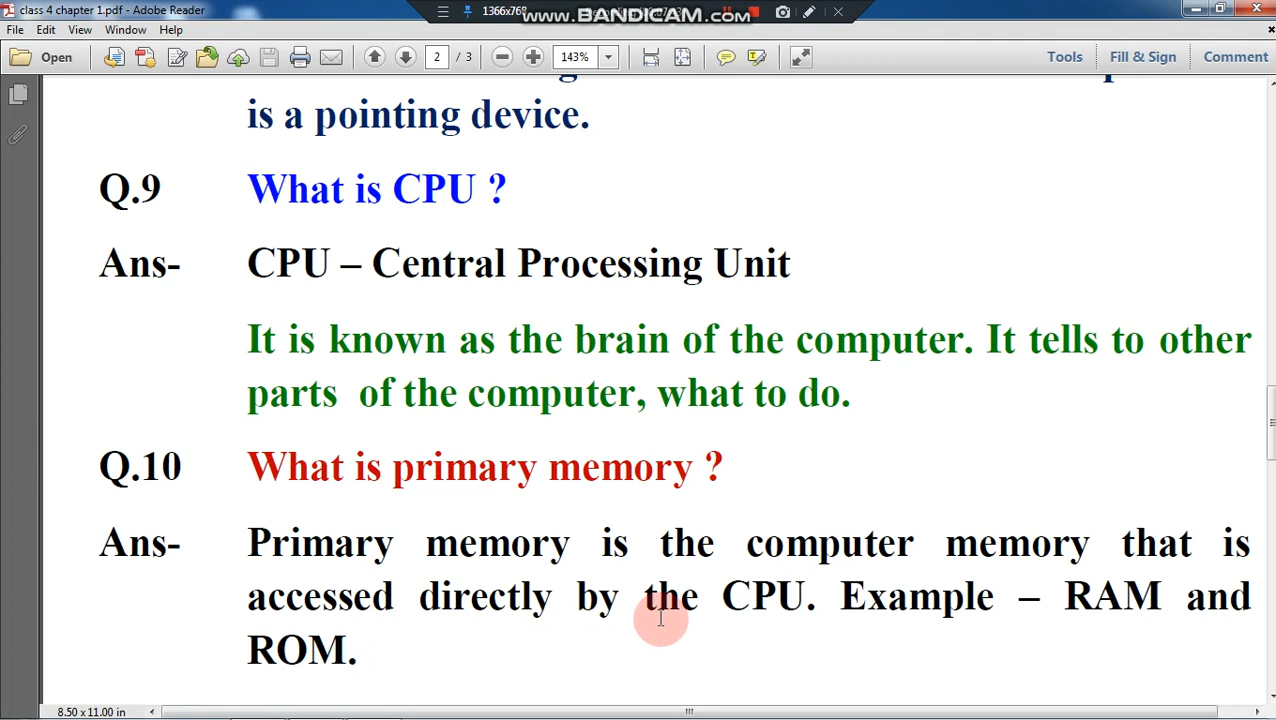 class 4 chapter 1.pdf - Adobe Reader
1366x768
www.BANDICAM.com
File Edit View Window Help
Open
2 / 3
143%
Tools Fill & Sign Comment
is a pointing device.
Q.9 What is CPU ?
Ans- CPU – Central Processing Unit
It is known as the brain of the computer. It tells to other
parts of the computer, what to do.
Q.10 What is primary memory ?
Ans- Primary memory is the computer memory that is
accessed directly by the CPU. Example – RAM and
ROM.
8.50 x 11.00 in